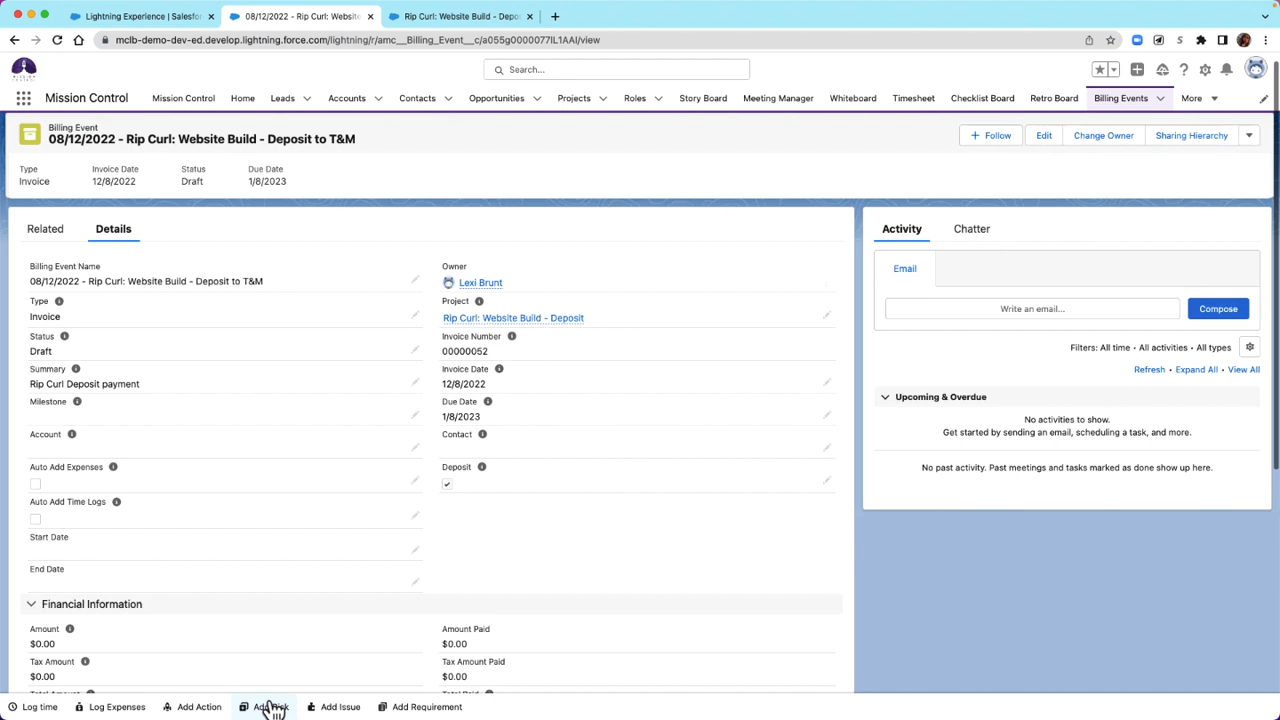 Lightning Experience | Salesfor
08/12/2022 - Rip Curl: Website
Rip Curl: Website Build - Depos
mclb-demo-dev-ed.develop.lightning.force.com/lightning/r/amc__Billing_Event__c/a055g0000077IL1AAI/view
Search...
Mission Control
Mission Control
Home
Leads
Accounts
Contacts
Opportunities
Projects
Roles
Story Board
Meeting Manager
Whiteboard
Timesheet
Checklist Board
Retro Board
Billing Events
More
Billing Event
08/12/2022 - Rip Curl: Website Build - Deposit to T&M
Follow
Edit
Change Owner
Sharing Hierarchy
Type
Invoice Date
Status
Due Date
Invoice
12/8/2022
Draft
1/8/2023
Related
Details
Billing Event Name
08/12/2022 - Rip Curl: Website Build - Deposit to T&M
Owner
Lexi Brunt
Type
Invoice
Project
Rip Curl: Website Build - Deposit
Status
Draft
Invoice Number
00000052
Summary
Rip Curl Deposit payment
Invoice Date
12/8/2022
Milestone
Due Date
1/8/2023
Account
Contact
Auto Add Expenses
Deposit
Auto Add Time Logs
Start Date
End Date
Financial Information
Amount
$0.00
Amount Paid
$0.00
Tax Amount
$0.00
Tax Amount Paid
$0.00
Activity
Chatter
Email
Write an email...
Compose
Filters: All time • All activities • All types
Refresh • Expand All • View All
Upcoming & Overdue
No activities to show.
Get started by sending an email, scheduling a task, and more.
No past activity. Past meetings and tasks marked as done show up here.
Log time
Log Expenses
Add Action
Add Risk
Add Issue
Add Requirement